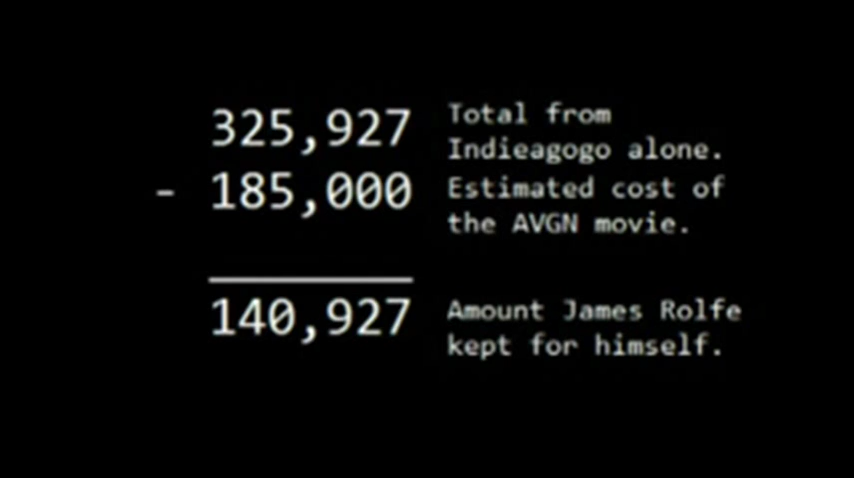 325,927 Total from
Indieagogo alone.
- 185,000 Estimated cost of
the AVGN movie.
140,927 Amount James Rolfe
kept for himself.